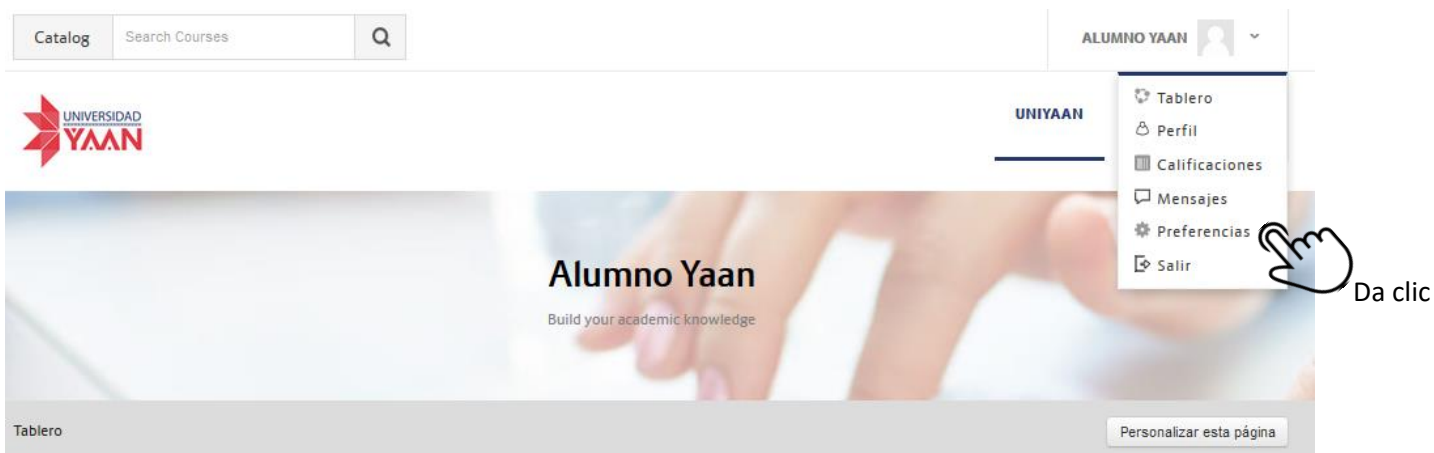 Catalog
Search Courses
ALUMNO YAAN
UNIVERSIDAD
YAAN
UNIYAAN
Tablero
Perfil
Calificaciones
Mensajes
Preferencias
Salir
Da clic
Alumno Yaan
Build your academic knowledge
Tablero
Personalizar esta página